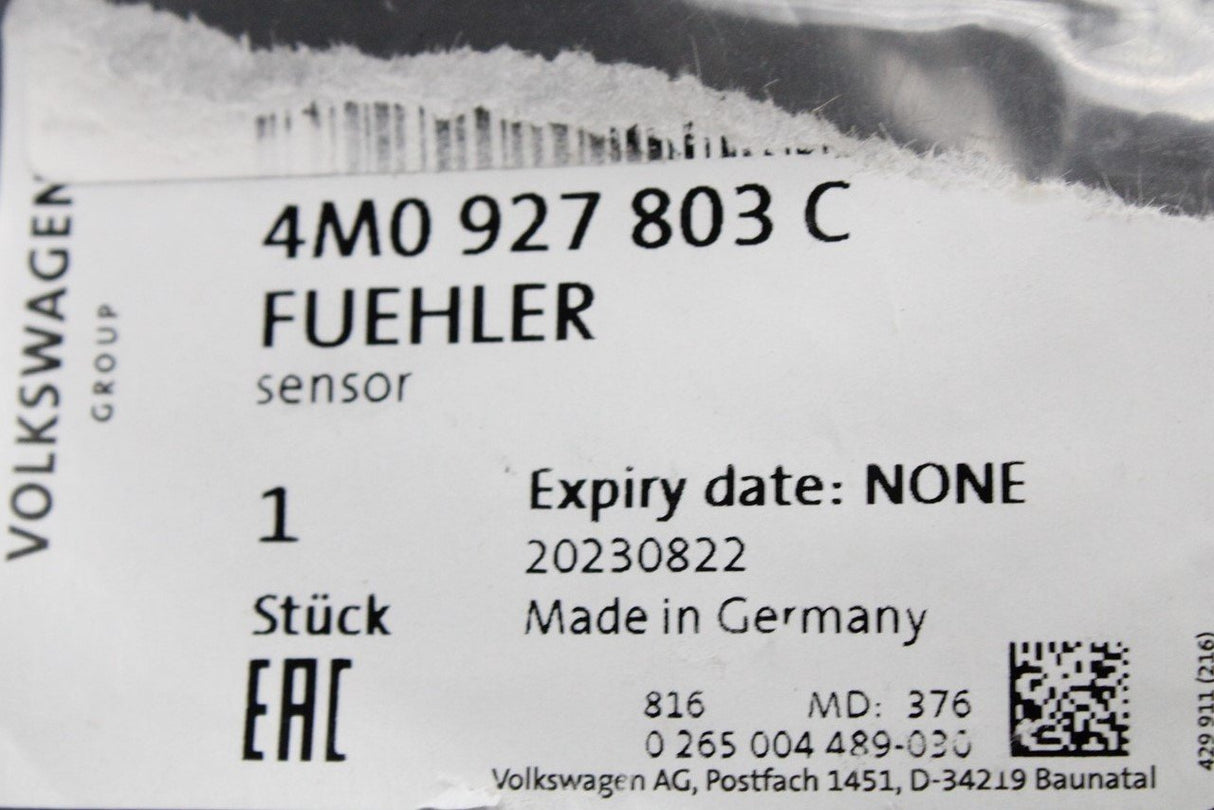 VOLKSWAGEN
GROUP
4M0 927 803 C
FUEHLER
sensor
1
Expiry date: NONE
20230822
Stück
Made in Germany
EAC
816 MD: 376
0 265 004 489-030
Volkswagen AG, Postfach 1451, D-34219 Baunatal
429 911 (216)